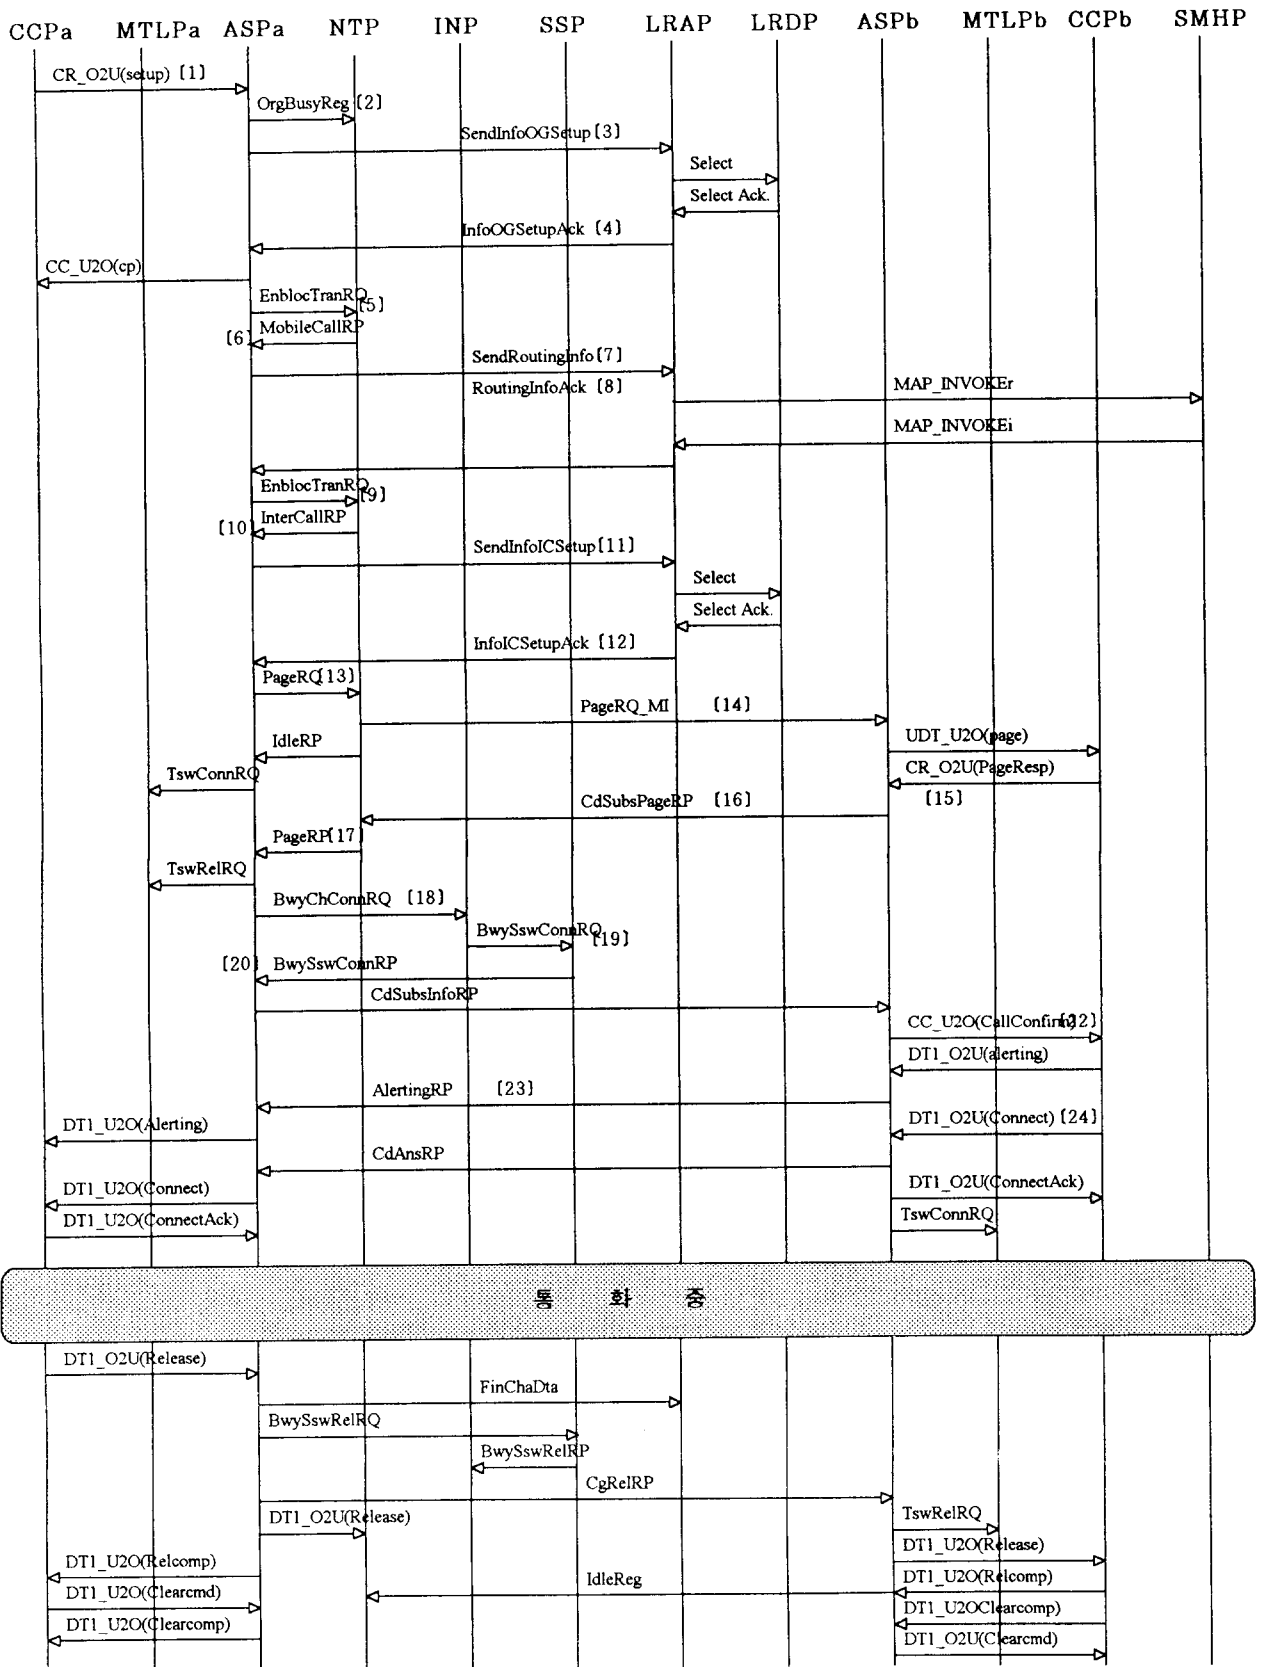 CCPa MTLPa ASPa NTP INP SSP LRAP LRDP ASPb MTLPb CCPb SMHP
CR_O2U(setup) [1]
OrgBusyReg [2]
SendInfoOGSetup [3]
Select
Select Ack.
InfoOGSetupAck [4]
CC_U2O(cp)
EnblocTranRQ [5]
[6] MobileCallRP
SendRoutingInfo [7]
RoutingInfoAck [8]
MAP_INVOKEr
MAP_INVOKEi
EnblocTranRQ [9]
[10] InterCallRP
SendInfoICSetup [11]
Select
Select Ack.
InfoICSetupAck [12]
PageRQ [13]
PageRQ_MI [14]
UDT_U2O(page)
IdleRP
CR_O2U(PageResp)
TswConnRQ
[15]
CdSubsPageRP [16]
PageRP [17]
TswRelRQ
BwyChConnRQ [18]
BwySswConnRQ [19]
[20] BwySswConnRP
CdSubsInfoRP
CC_U2O(CallConfirm) [22]
DT1_O2U(alerting)
AlertingRP [23]
DT1_U2O(Alerting)
DT1_O2U(Connect) [24]
CdAnsRP
DT1_U2O(Connect)
DT1_U2O(ConnectAck)
DT1_U2O(ConnectAck)
TswConnRQ
통 화 중
DT1_O2U(Release)
FinChaDta
BwySswRelRQ
BwySswRelRP
CgRelRP
DT1_O2U(Release)
TswRelRQ
DT1_U2O(Release)
DT1_U2O(Relcomp)
IdleReg
DT1_U2O(Relcomp)
DT1_U2O(Clearcmd)
DT1_U2OClearcomp)
DT1_U2O(Clearcomp)
DT1_O2U(Clearcmd)